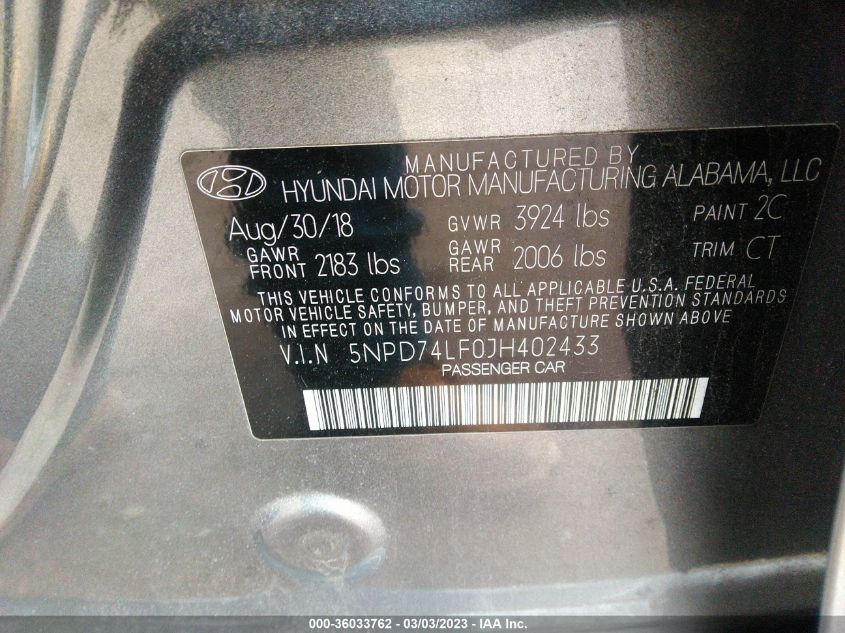 MANUFACTURED BY
HYUNDAI MOTOR MANUFACTURING ALABAMA, LLC
Aug/30/18 GVWR 3924 lbs PAINT 2C
GAWR FRONT 2183 lbs GAWR REAR 2006 lbs TRIM CT
THIS VEHICLE CONFORMS TO ALL APPLICABLE U.S.A. FEDERAL
MOTOR VEHICLE SAFETY, BUMPER, AND THEFT PREVENTION STANDARDS
IN EFFECT ON THE DATE OF MANUFACTURE SHOWN ABOVE
V.I.N 5NPD74LF0JH402433
PASSENGER CAR
000-36033762 - 03/03/2023 - IAA Inc.